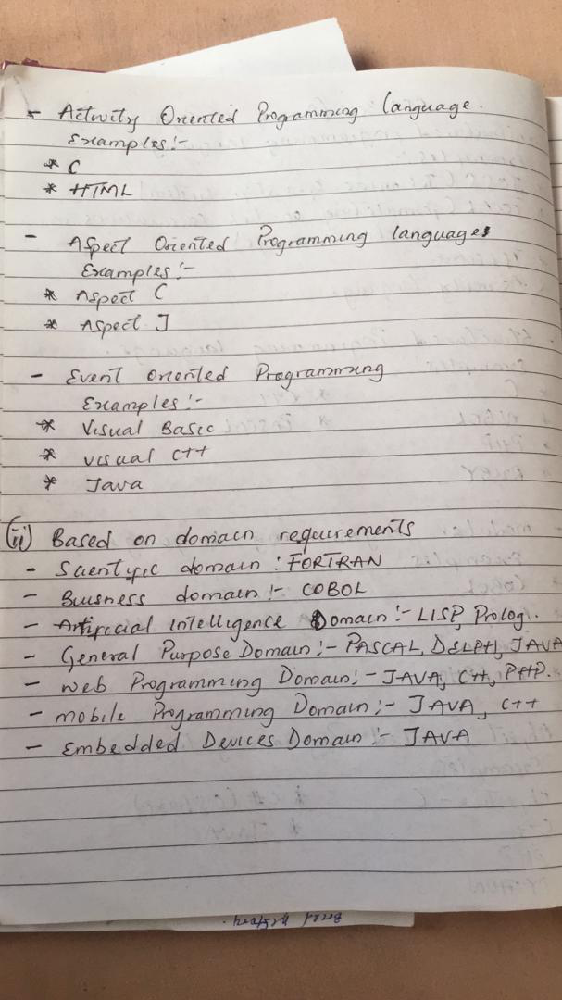 - Activity Oriented Programming Language.
Examples:-
* C
* HTML
- Aspect Oriented Programming languages
Examples:-
* Aspect C
* Aspect J
- Event oriented Programming
Examples:-
* Visual Basic
* visual C++
* Java
(ii) Based on domain requirements
- Scientific domain: FORTRAN
- Buisness domain:- COBOL
- Artificial Intelligence Domain:- LISP, Prolog.
- General Purpose Domain:- PASCAL, DELPHI, JAVA
- Web Programming Domain:- JAVA, C++, PHP.
- mobile Programming Domain:- JAVA, C++
- Embedded Devices Domain:- JAVA